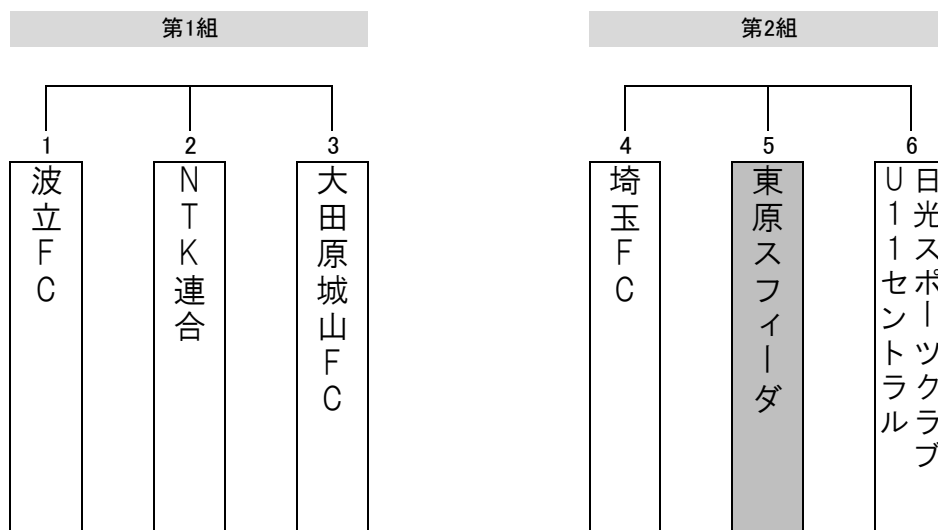 第1組
第2組
1
2
3
4
5
6
波立FC
NTK連合
大田原城山FC
埼玉FC
東原スフィーダ
日光スポーツクラブ
U11セントラル